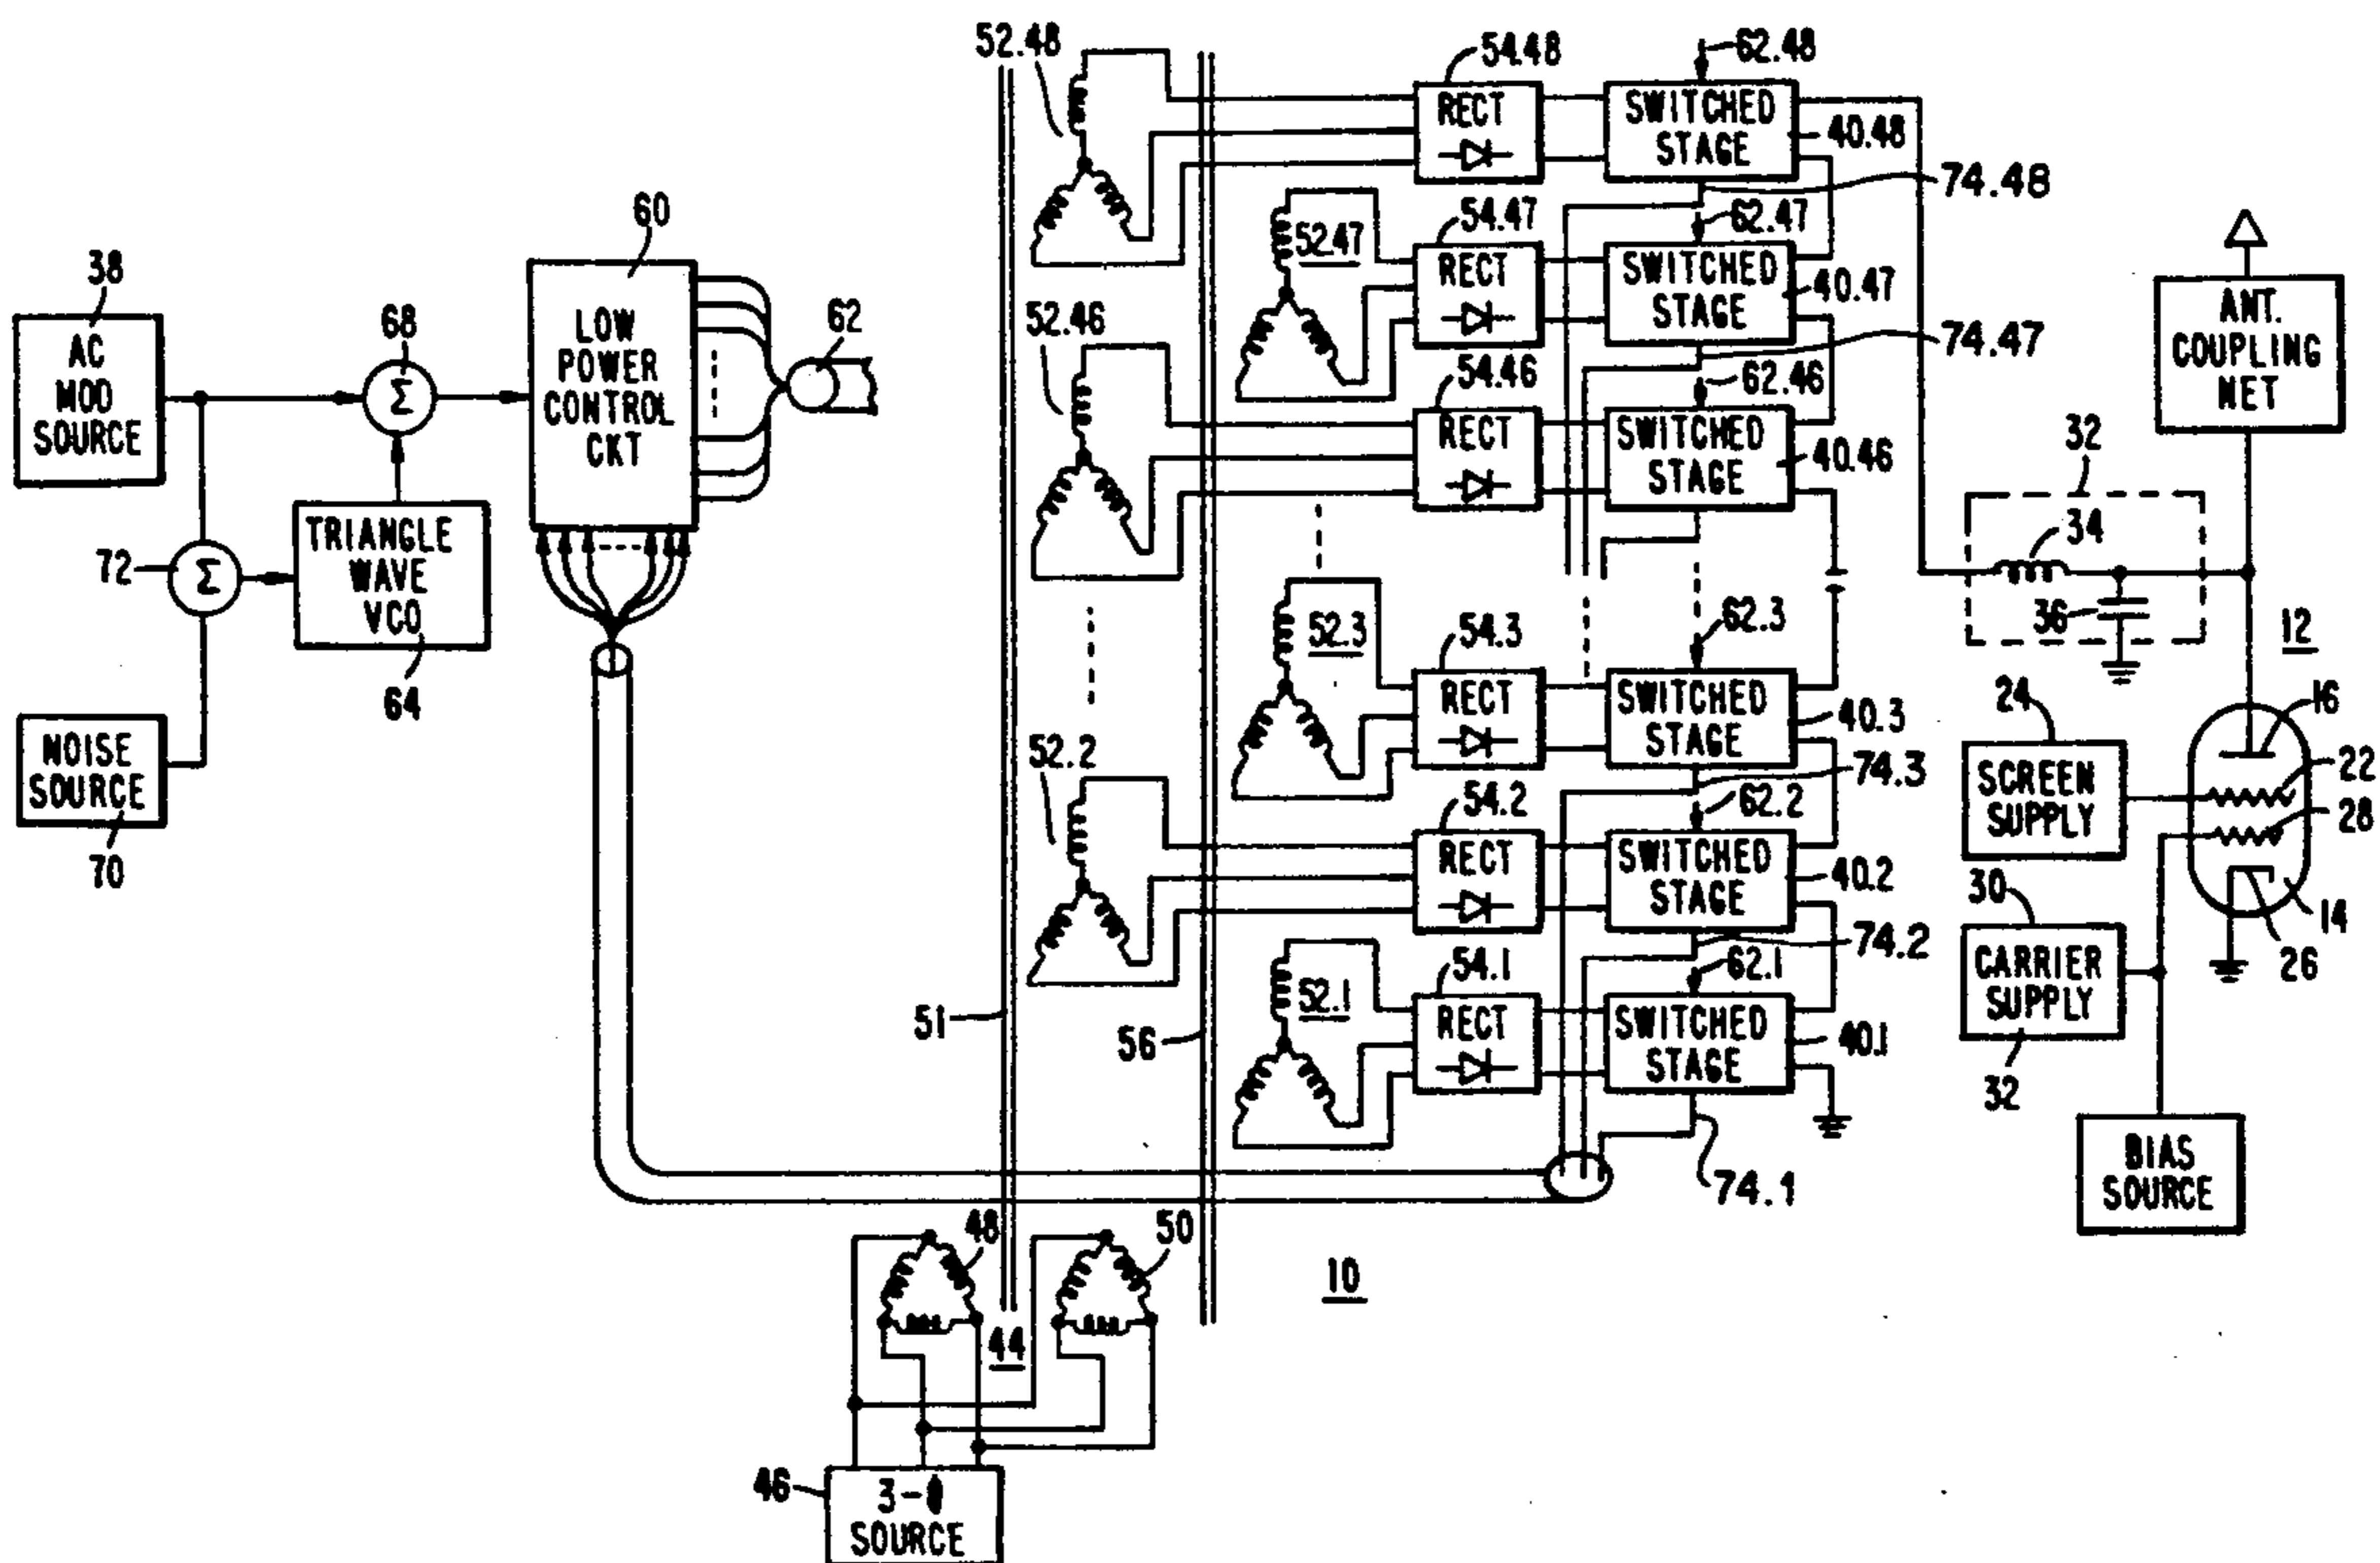 38
AC
MOD
SOURCE
68
Σ
72
Σ
TRIANGLE
WAVE
VCO
64
NOISE
SOURCE
70
60
LOW
POWER
CONTROL
CKT
62
52.48
54.48
RECT
62.48
SWITCHED
STAGE
40.48
74.48
52.47
54.47
RECT
62.47
SWITCHED
STAGE
40.47
74.47
52.46
54.46
RECT
62.46
SWITCHED
STAGE
40.46
52.3
54.3
RECT
62.3
SWITCHED
STAGE
40.3
74.3
52.2
54.2
RECT
62.2
SWITCHED
STAGE
40.2
74.2
52.1
54.1
RECT
62.1
SWITCHED
STAGE
40.1
74.1
51
56
48
50
44
10
46
3-ϕ
SOURCE
ANT.
COUPLING
NET
32
34
36
12
16
24
SCREEN
SUPPLY
22
28
14
26
30
CARRIER
SUPPLY
32
BIAS
SOURCE